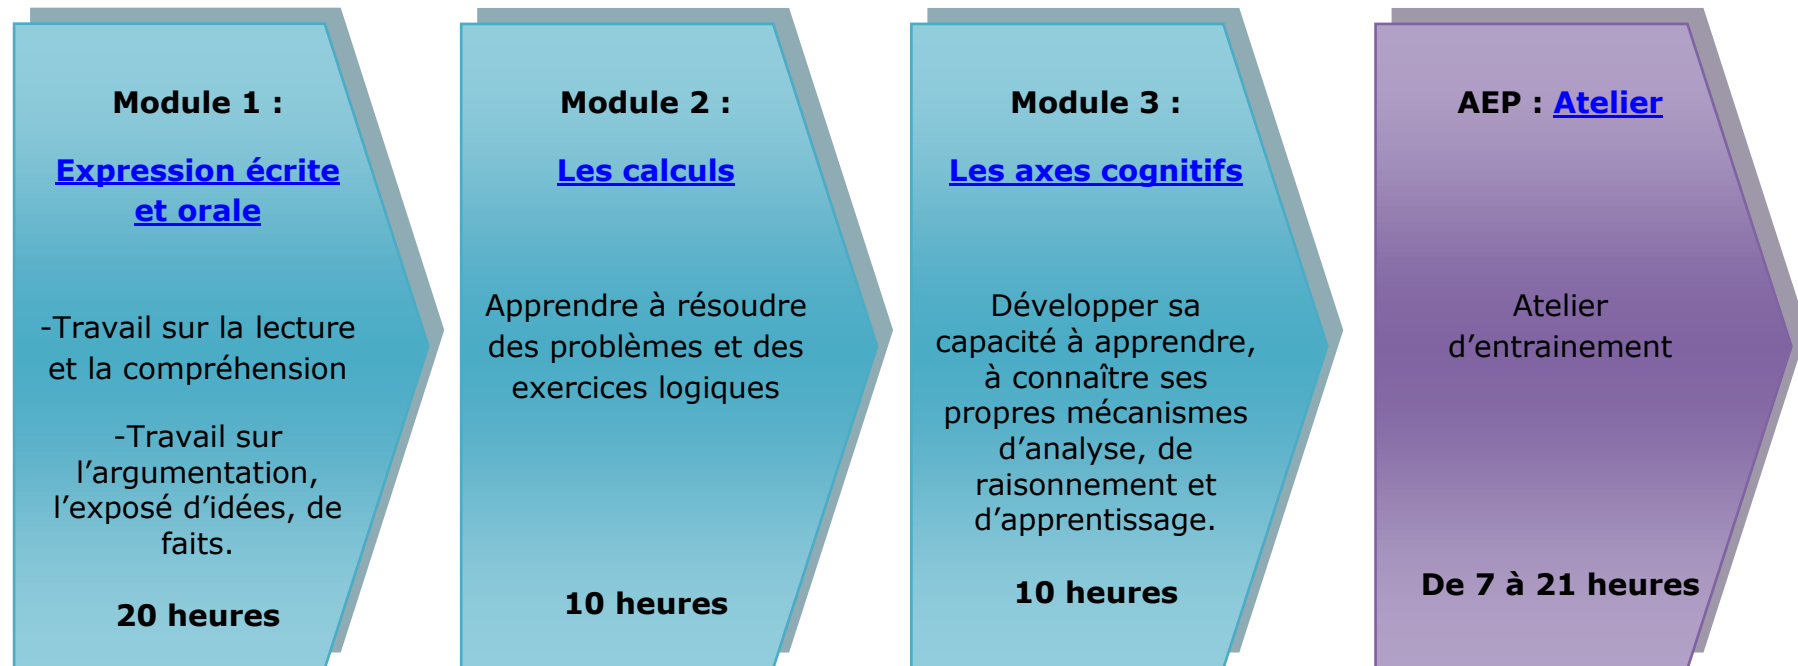 Module 1 :
Expression écrite
et orale
-Travail sur la lecture
et la compréhension
-Travail sur
l’argumentation,
l’exposé d’idées, de
faits.
20 heures
Module 2 :
Les calculs
Apprendre à résoudre
des problèmes et des
exercices logiques
10 heures
Module 3 :
Les axes cognitifs
Développer sa
capacité à apprendre,
à connaître ses
propres mécanismes
d’analyse, de
raisonnement et
d’apprentissage.
10 heures
AEP : Atelier
Atelier
d’entrainement
De 7 à 21 heures